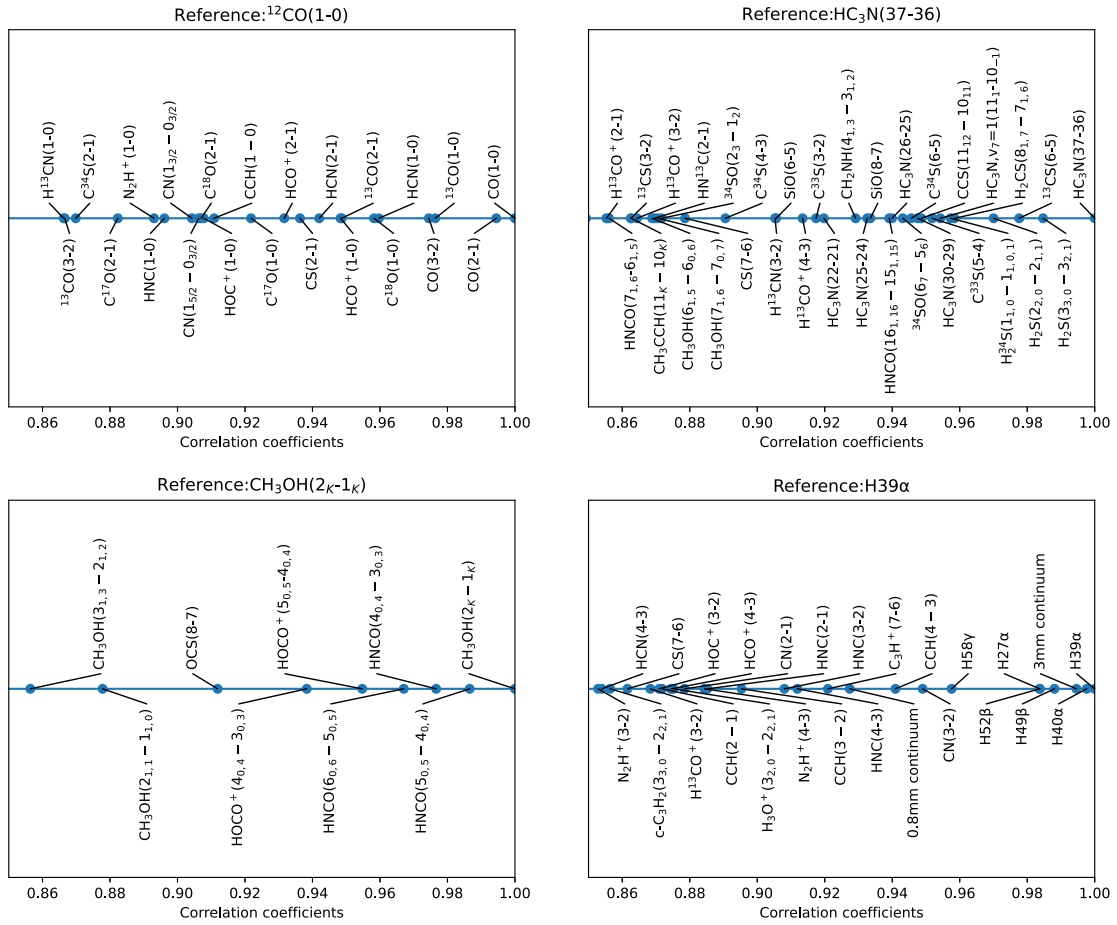 Reference:¹²CO(1-0)
H¹³CN(1-0)
C³⁴S(2-1)
N₂H⁺(1-0)
CN(1₃/₂ − 0₃/₂)
C¹⁸O(2-1)
CCH(1 − 0)
HCO⁺(2-1)
HCN(2-1)
¹³CO(2-1)
HCN(1-0)
¹³CO(1-0)
CO(1-0)
¹³CO(3-2)
C¹⁷O(2-1)
HNC(1-0)
CN(1₅/₂ − 0₃/₂)
HOC⁺(1-0)
C¹⁷O(1-0)
CS(2-1)
HCO⁺(1-0)
C¹⁸O(1-0)
CO(3-2)
CO(2-1)
0.86 0.88 0.90 0.92 0.94 0.96 0.98 1.00
Correlation coefficients
Reference:HC₃N(37-36)
H¹³CO⁺(2-1)
¹³CS(3-2)
H¹³CO⁺(3-2)
HN¹³C(2-1)
³⁴SO(2₃ − 1₂)
C³⁴S(4-3)
SiO(6-5)
C³³S(3-2)
CH₂NH(4₁,₃ − 3₁,₂)
SiO(8-7)
HC₃N(26-25)
C³⁴S(6-5)
CCS(11₁₂ − 10₁₁)
HC₃N,v₇=1(11₁-10₋₁)
H₂CS(8₁,₇ − 7₁,₆)
¹³CS(6-5)
HC₃N(37-36)
HNCO(7₁,₆-6₁,₅)
CH₃CCH(11_K − 10_K)
CH₃OH(6₁,₅ − 6₀,₆)
CH₃OH(7₁,₆ − 7₀,₇)
CS(7-6)
H¹³CN(3-2)
H¹³CO⁺(4-3)
HC₃N(22-21)
HC₃N(25-24)
HNCO(16₁,₁₆ − 15₁,₁₅)
³⁴SO(6₇ − 5₆)
HC₃N(30-29)
C³³S(5-4)
H₂³⁴S(1₁,₀ − 1₁,₀,₁)
H₂S(2₂,₀ − 2₁,₁)
H₂S(3₃,₀ − 3₂,₁)
0.86 0.88 0.90 0.92 0.94 0.96 0.98 1.00
Correlation coefficients
Reference:CH₃OH(2_K-1_K)
CH₃OH(3₁,₃ − 2₁,₂)
OCS(8-7)
HOCO⁺(5₀,₅-4₀,₄)
HNCO(4₀,₄ − 3₀,₃)
CH₃OH(2_K − 1_K)
CH₃OH(2₁,₁ − 1₁,₀)
HOCO⁺(4₀,₄ − 3₀,₃)
HNCO(6₀,₆ − 5₀,₅)
HNCO(5₀,₅ − 4₀,₄)
0.86 0.88 0.90 0.92 0.94 0.96 0.98 1.00
Correlation coefficients
Reference:H39α
HCN(4-3)
CS(7-6)
HOC⁺(3-2)
HCO⁺(4-3)
CN(2-1)
HNC(2-1)
HNC(3-2)
C₃H⁺(7-6)
CCH(4 − 3)
H58γ
H27α
3mm continuum
H39α
N₂H⁺(3-2)
c-C₃H₂(3₃,₀ − 2₂,₁)
H¹³CO⁺(3-2)
CCH(2 − 1)
H₃O⁺(3₂,₀ − 2₂,₁)
N₂H⁺(4-3)
CCH(3 − 2)
HNC(4-3)
0.8mm continuum
CN(3-2)
H52β
H49β
H40α
0.86 0.88 0.90 0.92 0.94 0.96 0.98 1.00
Correlation coefficients